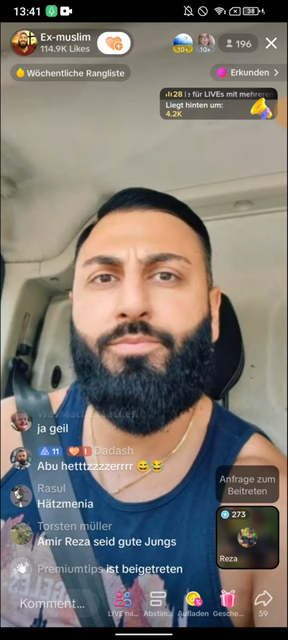 13:41
38
Ex-muslim
114.9K Likes
10+
10+
196
Wöchentliche Rangliste
Erkunden >
28 für LIVEs mit mehreren
Liegt hinten um:
4.2K
ja geil
11 1 Dadash
Abu hetttzzzzerrrr 😅😅
Rasul
Hätzmenia
Torsten müller
Amir Reza seid gute Jungs
Premiumtips ist beigetreten
Anfrage zum
Beitreten
273
Reza
Kommentar...
LIVE mi...
Abstim...
Aufladen
Gesche...
59